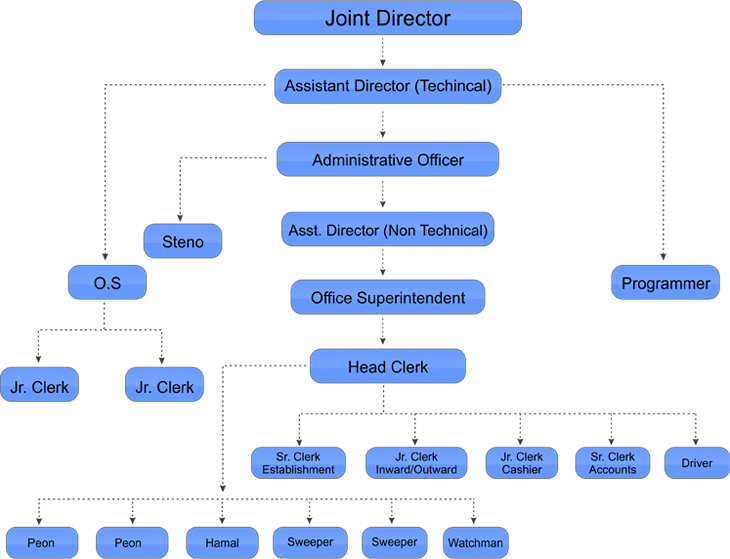 Joint Director
Assistant Director (Techincal)
Administrative Officer
Steno
Asst. Director (Non Technical)
O.S
Programmer
Office Superintendent
Head Clerk
Jr. Clerk
Jr. Clerk
Sr. Clerk
Establishment
Jr. Clerk
Inward/Outward
Jr. Clerk
Cashier
Sr. Clerk
Accounts
Driver
Peon
Peon
Hamal
Sweeper
Sweeper
Watchman